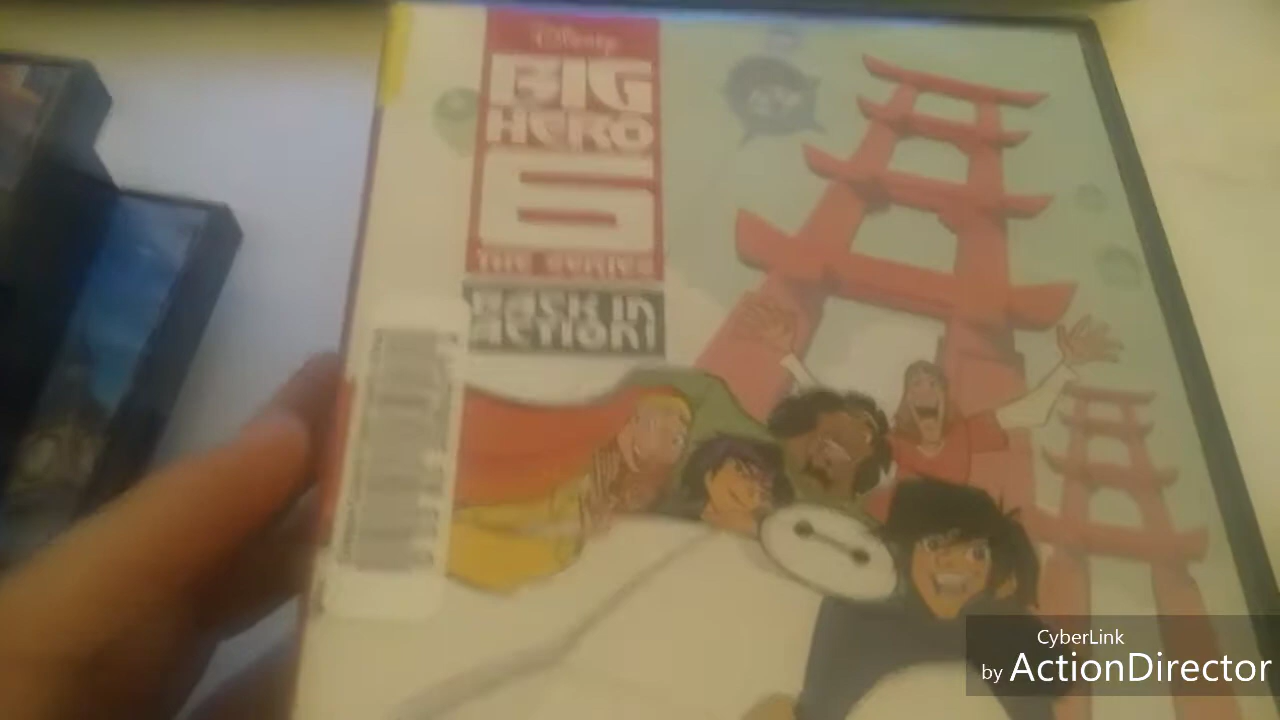 Disney
BIG
HERO
6
THE SERIES
BACK IN
ACTION!
CyberLink
by ActionDirector